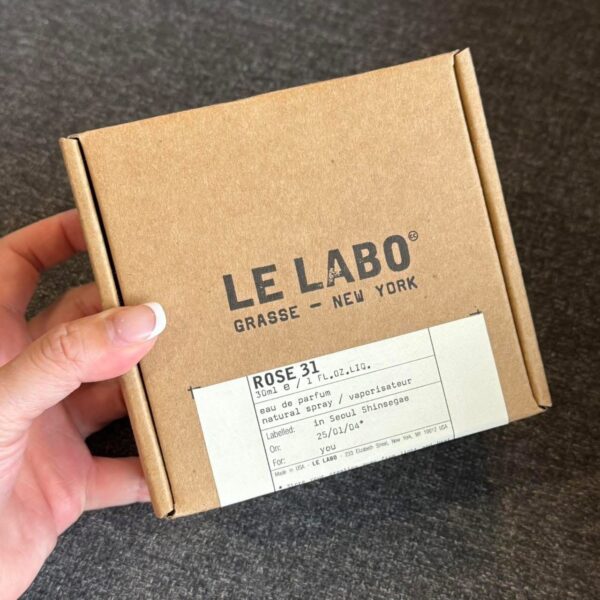 LE LABO
GRASSE — NEW YORK
ROSE 31
30ml e / 1 FL.OZ.LIQ.
eau de parfum
natural spray / vaporisateur
Labelled: in Seoul Shinsegae
On: 25/01/04*
For: you
Made in USA - LE LABO - 233 Elizabeth Street, New York, NY 10012 USA